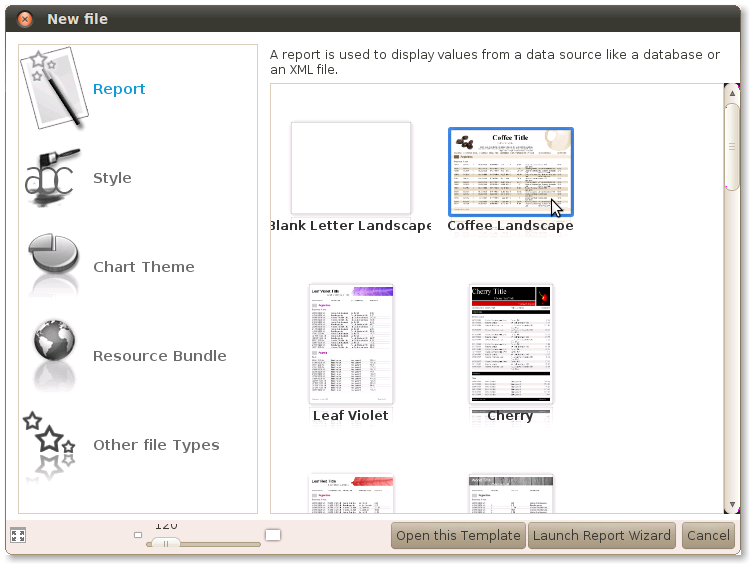 New file
Report
Style
Chart Theme
Resource Bundle
Other file Types
A report is used to display values from a data source like a database or
an XML file.
Coffee Title
Blank Letter Landscape
Coffee Landscape
Leaf Violet Title
Cherry Title
Leaf Violet
Cherry
Leaf Red Title
120
Open this Template
Launch Report Wizard
Cancel